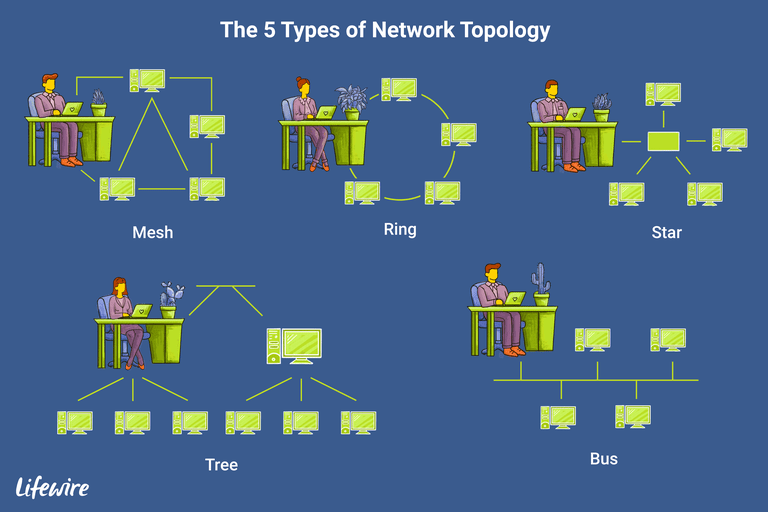 The 5 Types of Network Topology
Mesh
Ring
Star
Tree
Bus
Lifewire